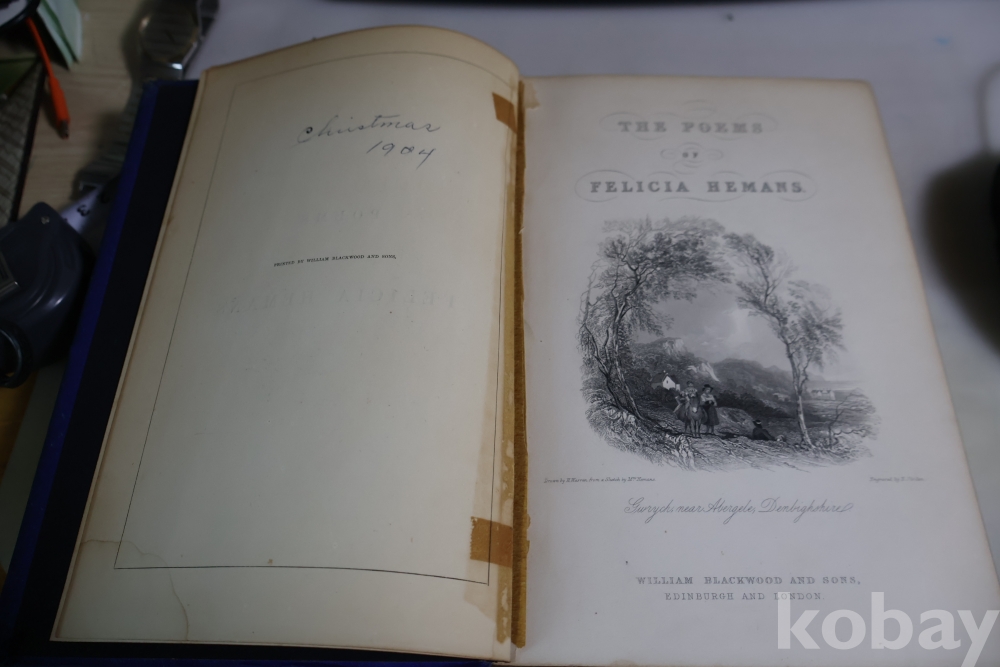 Christmas
1904
PRINTED BY WILLIAM BLACKWOOD AND SONS,
THE POEMS
OF
FELICIA HEMANS.
Gwrych, near Abergele, Denbighshire
WILLIAM BLACKWOOD AND SONS,
EDINBURGH AND LONDON.
kobay